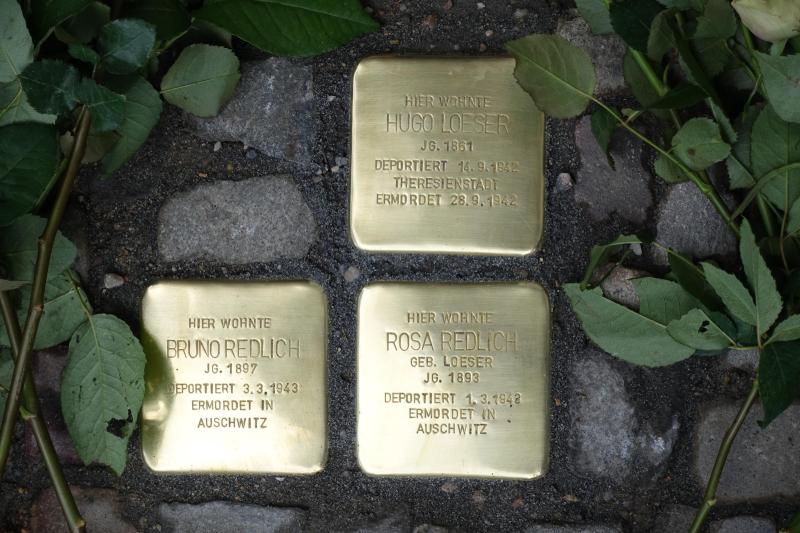 HIER WOHNTE
HUGO LOESER
JG. 1861
DEPORTIERT 14.9.1942
THERESIENSTADT
ERMORDET 28.9.1942
HIER WOHNTE
BRUNO REDLICH
JG. 1897
DEPORTIERT 3.3.1943
ERMORDET IN
AUSCHWITZ
HIER WOHNTE
ROSA REDLICH
GEB. LOESER
JG. 1893
DEPORTIERT 1.3.1943
ERMORDET IN
AUSCHWITZ